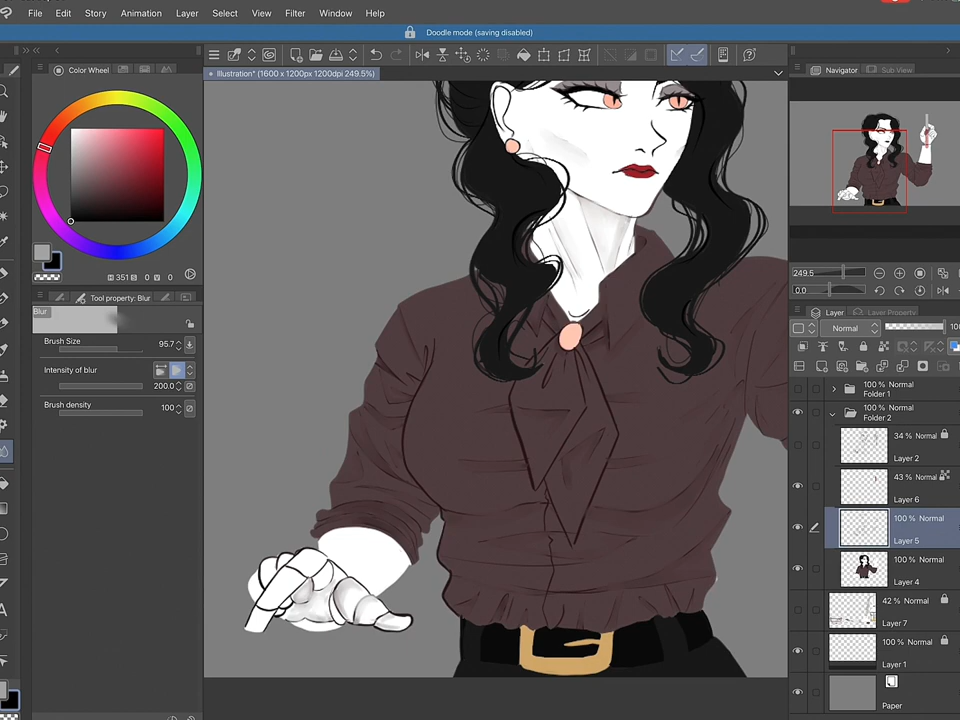 File Edit Story Animation Layer Select View Filter Window Help
Doodle mode (saving disabled)
Color Wheel
Illustration* (1600 x 1200px 1200dpi 249.5%)
Navigator
Sub View
351 S 0 V 0
Tool property: Blur
Blur
Brush Size 95.7
Intensity of blur
200.0
Brush density 100
249.5
0.0
Layer Layer Property
Normal
100 % Normal
Folder 1
100 % Normal
Folder 2
34 % Normal
Layer 2
43 % Normal
Layer 6
100 % Normal
Layer 5
100 % Normal
Layer 4
42 % Normal
Layer 7
100 % Normal
Layer 1
Paper